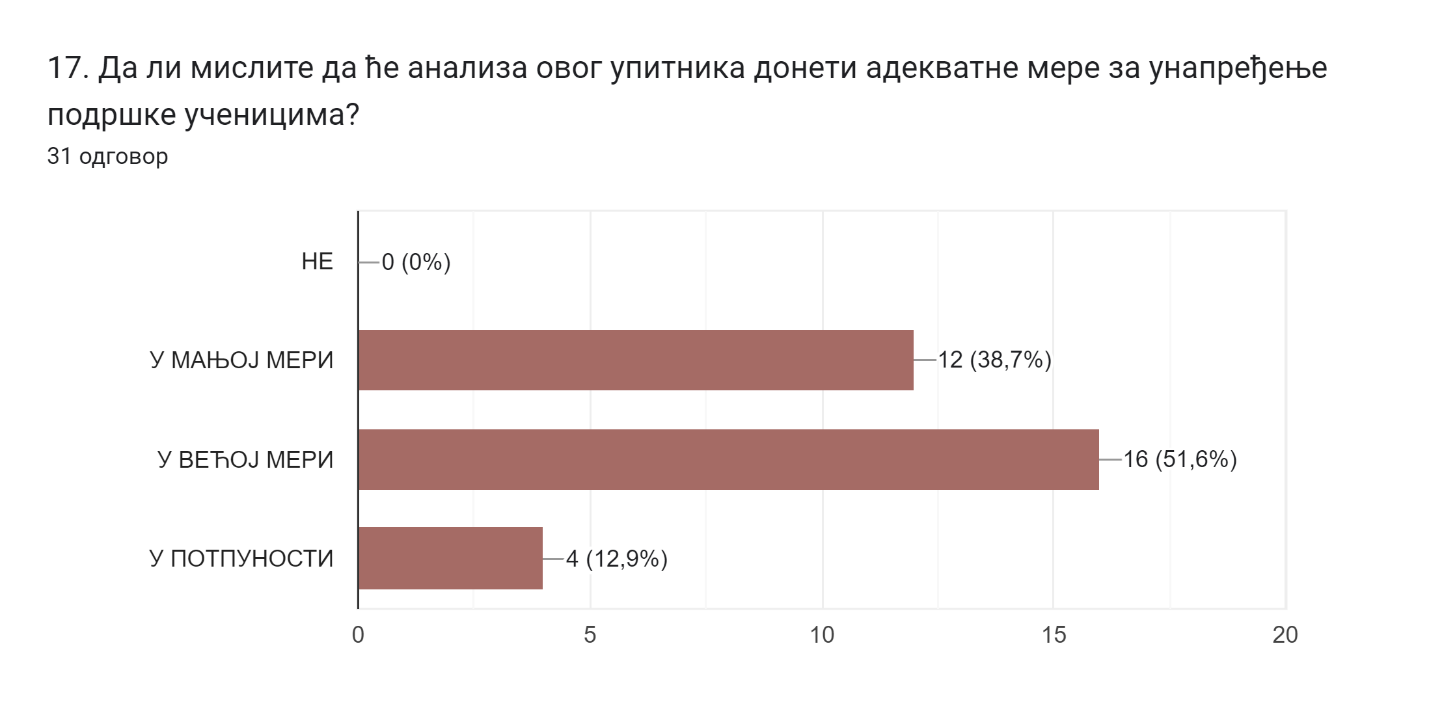 17. Да ли мислите да ће анализа овог упитника донети адекватне мере за унапређење
подршке ученицима?
31 одговор
НЕ
0 (0%)
У МАЊОЈ МЕРИ
12 (38,7%)
У ВЕЋОЈ МЕРИ
16 (51,6%)
У ПОТПУНОСТИ
4 (12,9%)
0
5
10
15
20